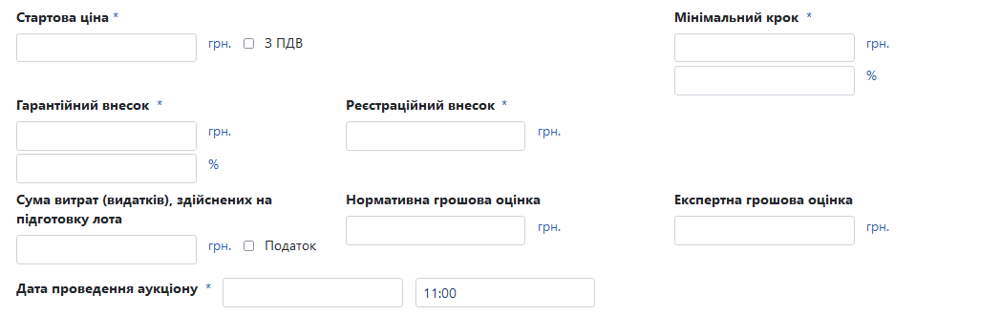 Стартова ціна *
Мінімальний крок *
грн.
З ПДВ
грн.
%
Гарантійний внесок *
Реєстраційний внесок *
грн.
грн.
%
Сума витрат (видатків), здійснених на
підготовку лота
Нормативна грошова оцінка
Експертна грошова оцінка
грн.
грн.
грн.
Податок
Дата проведення аукціону *
11:00